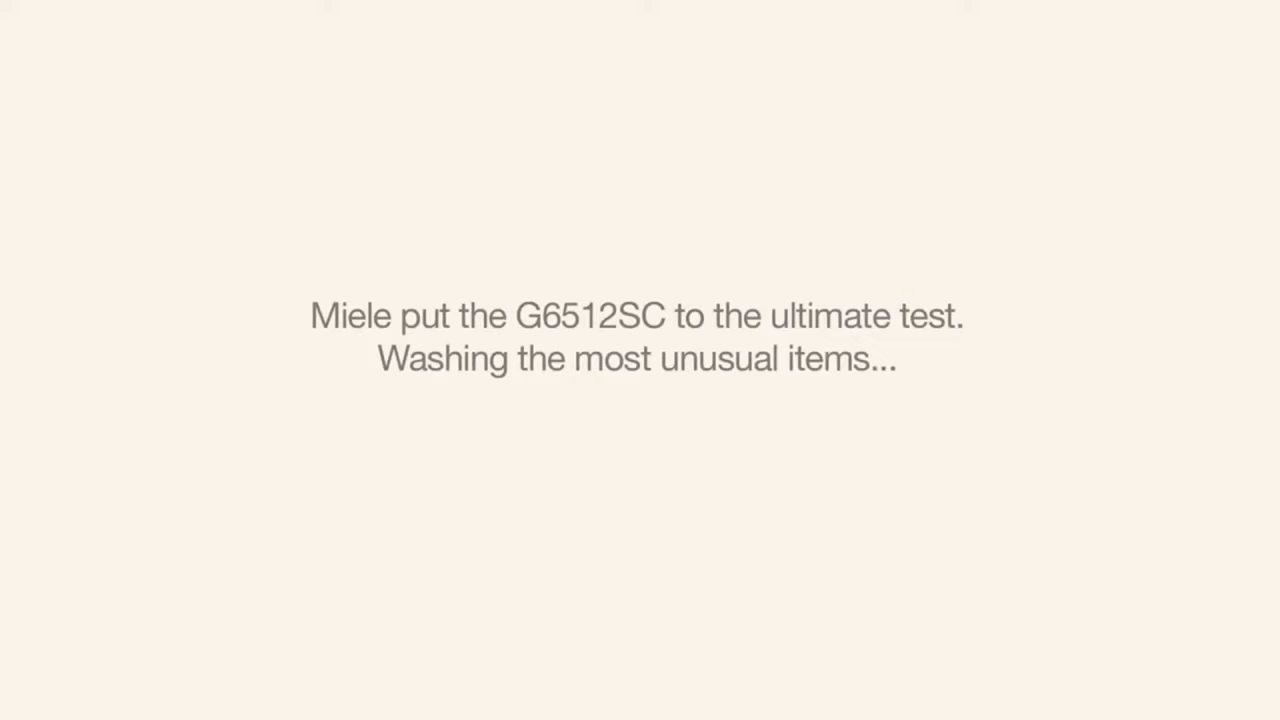 Miele put the G6512SC to the ultimate test.
Washing the most unusual items...